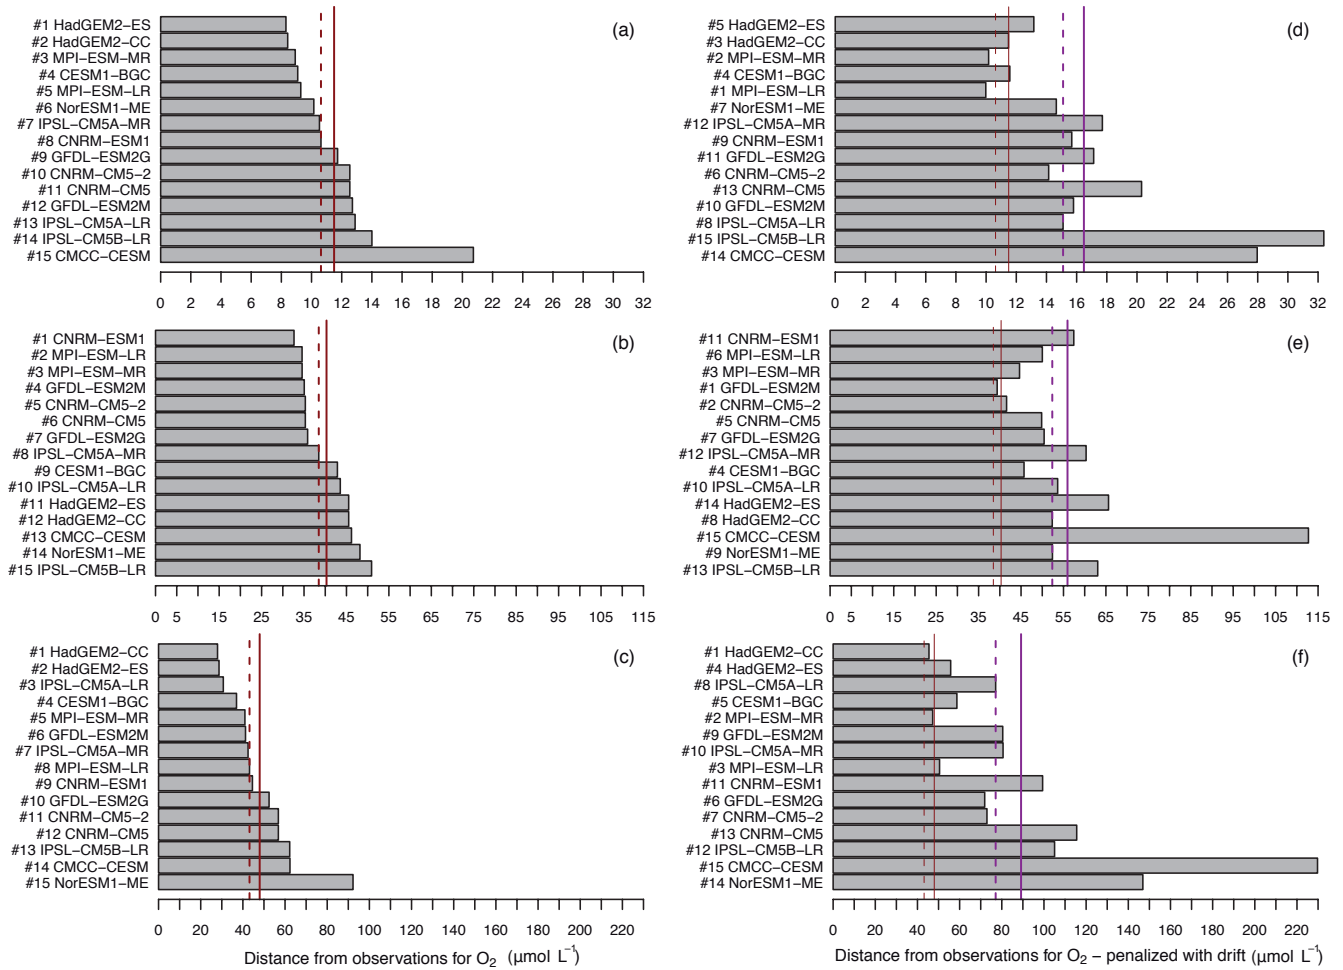 (a)
#1 HadGEM2-ES
#2 HadGEM2-CC
#3 MPI-ESM-MR
#4 CESM1-BGC
#5 MPI-ESM-LR
#6 NorESM1-ME
#7 IPSL-CM5A-MR
#8 CNRM-ESM1
#9 GFDL-ESM2G
#10 CNRM-CM5-2
#11 CNRM-CM5
#12 GFDL-ESM2M
#13 IPSL-CM5A-LR
#14 IPSL-CM5B-LR
#15 CMCC-CESM
0 2 4 6 8 10 12 14 16 18 20 22 24 26 28 30 32
(d)
#5 HadGEM2-ES
#3 HadGEM2-CC
#2 MPI-ESM-MR
#4 CESM1-BGC
#1 MPI-ESM-LR
#7 NorESM1-ME
#12 IPSL-CM5A-MR
#9 CNRM-ESM1
#11 GFDL-ESM2G
#6 CNRM-CM5-2
#13 CNRM-CM5
#10 GFDL-ESM2M
#8 IPSL-CM5A-LR
#15 IPSL-CM5B-LR
#14 CMCC-CESM
0 2 4 6 8 10 12 14 16 18 20 22 24 26 28 30 32
(b)
#1 CNRM-ESM1
#2 MPI-ESM-LR
#3 MPI-ESM-MR
#4 GFDL-ESM2M
#5 CNRM-CM5-2
#6 CNRM-CM5
#7 GFDL-ESM2G
#8 IPSL-CM5A-MR
#9 CESM1-BGC
#10 IPSL-CM5A-LR
#11 HadGEM2-ES
#12 HadGEM2-CC
#13 CMCC-CESM
#14 NorESM1-ME
#15 IPSL-CM5B-LR
0 5 15 25 35 45 55 65 75 85 95 105 115
(e)
#11 CNRM-ESM1
#6 MPI-ESM-LR
#3 MPI-ESM-MR
#1 GFDL-ESM2M
#2 CNRM-CM5-2
#5 CNRM-CM5
#7 GFDL-ESM2G
#12 IPSL-CM5A-MR
#4 CESM1-BGC
#10 IPSL-CM5A-LR
#14 HadGEM2-ES
#8 HadGEM2-CC
#15 CMCC-CESM
#9 NorESM1-ME
#13 IPSL-CM5B-LR
0 5 15 25 35 45 55 65 75 85 95 105 115
(c)
#1 HadGEM2-CC
#2 HadGEM2-ES
#3 IPSL-CM5A-LR
#4 CESM1-BGC
#5 MPI-ESM-MR
#6 GFDL-ESM2M
#7 IPSL-CM5A-MR
#8 MPI-ESM-LR
#9 CNRM-ESM1
#10 GFDL-ESM2G
#11 CNRM-CM5-2
#12 CNRM-CM5
#13 IPSL-CM5B-LR
#14 CMCC-CESM
#15 NorESM1-ME
0 20 40 60 80 100 120 140 160 180 200 220
Distance from observations for O₂ (µmol L⁻¹)
(f)
#1 HadGEM2-CC
#4 HadGEM2-ES
#8 IPSL-CM5A-LR
#5 CESM1-BGC
#2 MPI-ESM-MR
#9 GFDL-ESM2M
#10 IPSL-CM5A-MR
#3 MPI-ESM-LR
#11 CNRM-ESM1
#6 GFDL-ESM2G
#7 CNRM-CM5-2
#13 CNRM-CM5
#12 IPSL-CM5B-LR
#15 CMCC-CESM
#14 NorESM1-ME
0 20 40 60 80 100 120 140 160 180 200 220
Distance from observations for O₂ - penalized with drift (µmol L⁻¹)